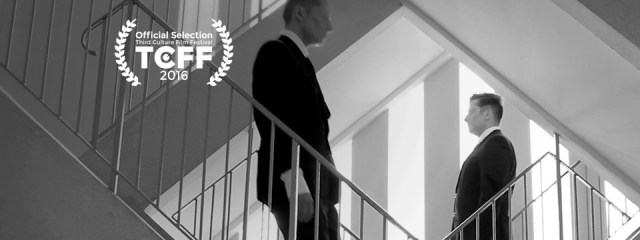 Official Selection
Third Culture Film Festival
TCFF
2016